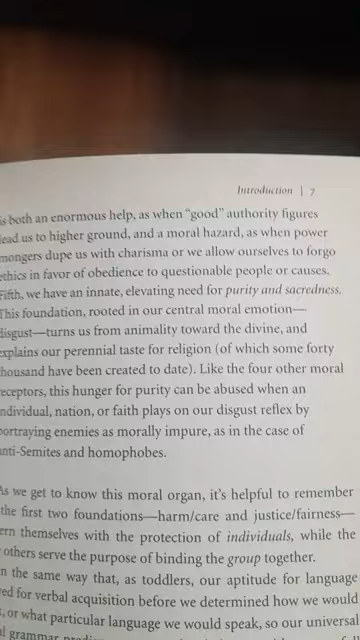 Introduction | 7
is both an enormous help, as when “good” authority figures
lead us to higher ground, and a moral hazard, as when power
mongers dupe us with charisma or we allow ourselves to forgo
ethics in favor of obedience to questionable people or causes.
Fifth, we have an innate, elevating need for purity and sacredness.
This foundation, rooted in our central moral emotion—
disgust—turns us from animality toward the divine, and
explains our perennial taste for religion (of which some forty
thousand have been created to date). Like the four other moral
receptors, this hunger for purity can be abused when an
individual, nation, or faith plays on our disgust reflex by
portraying enemies as morally impure, as in the case of
anti-Semites and homophobes.
As we get to know this moral organ, it’s helpful to remember
the first two foundations—harm/care and justice/fairness—
ern themselves with the protection of individuals, while the
others serve the purpose of binding the group together.
n the same way that, as toddlers, our aptitude for language
ed for verbal acquisition before we determined how we would
, or what particular language we would speak, so our universal
al grammar